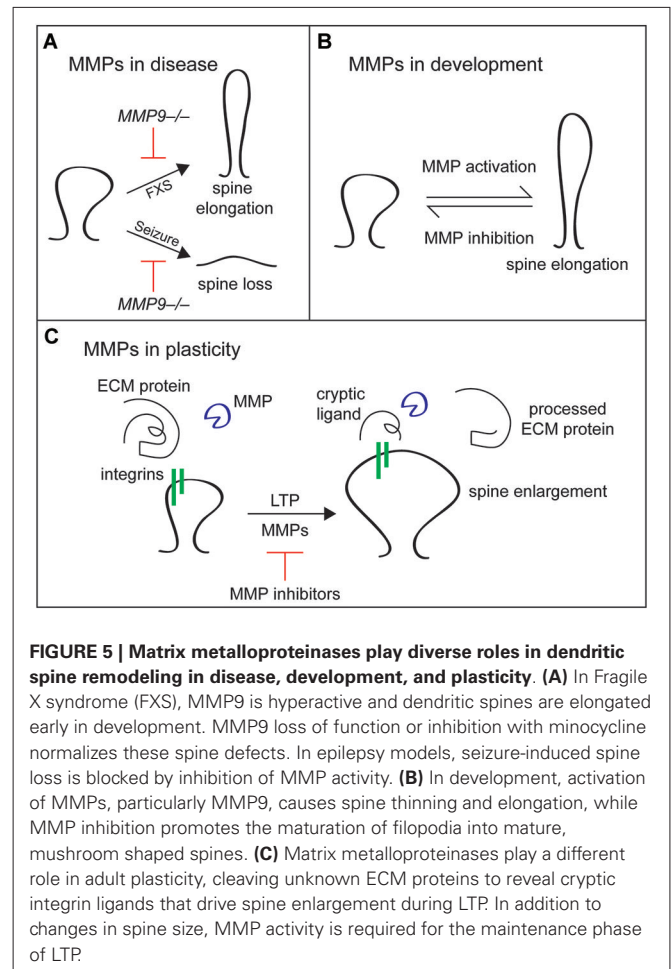 A
MMPs in disease
MMP9–/–
FXS
spine
elongation
Seizure
spine loss
MMP9–/–
B
MMPs in development
MMP activation
MMP inhibition
spine elongation
C
MMPs in plasticity
ECM protein
MMP
integrins
LTP
MMPs
MMP inhibitors
cryptic
ligand
processed
ECM protein
spine enlargement
FIGURE 5 | Matrix metalloproteinases play diverse roles in dendritic
spine remodeling in disease, development, and plasticity. (A) In Fragile
X syndrome (FXS), MMP9 is hyperactive and dendritic spines are elongated
early in development. MMP9 loss of function or inhibition with minocycline
normalizes these spine defects. In epilepsy models, seizure-induced spine
loss is blocked by inhibition of MMP activity. (B) In development, activation
of MMPs, particularly MMP9, causes spine thinning and elongation, while
MMP inhibition promotes the maturation of filopodia into mature,
mushroom shaped spines. (C) Matrix metalloproteinases play a different
role in adult plasticity, cleaving unknown ECM proteins to reveal cryptic
integrin ligands that drive spine enlargement during LTP. In addition to
changes in spine size, MMP activity is required for the maintenance phase
of LTP.